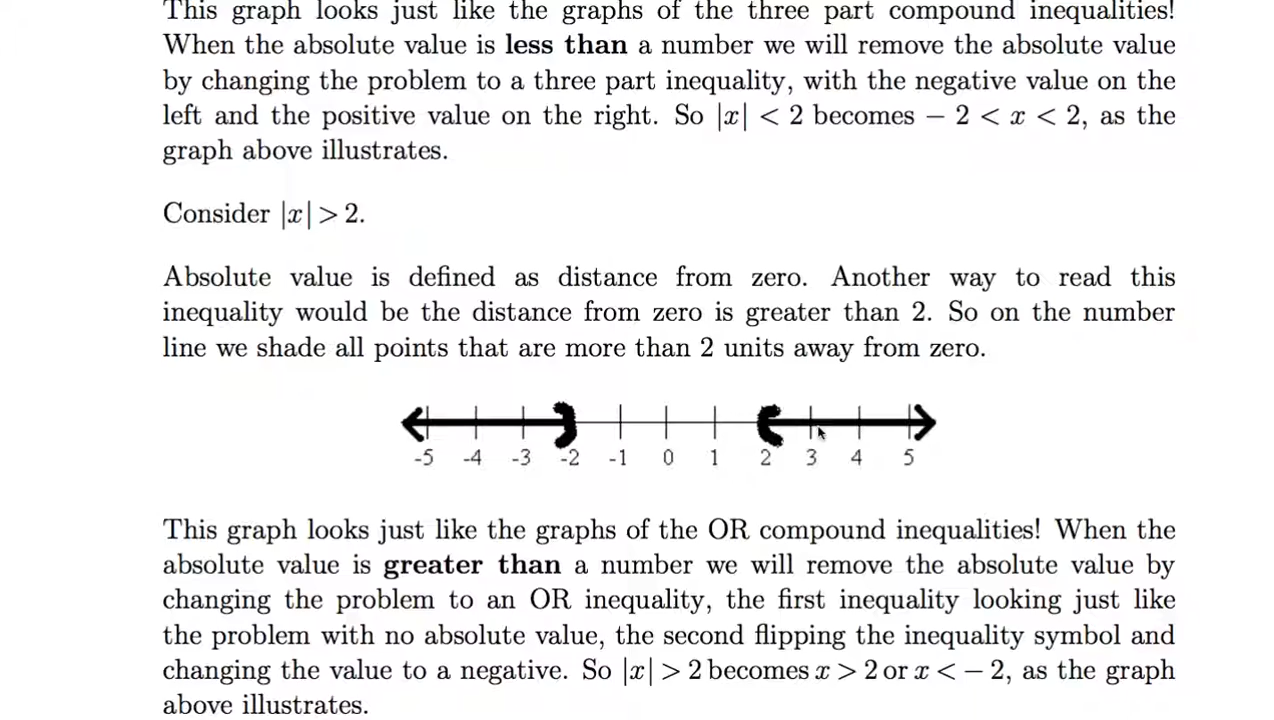 This graph looks just like the graphs of the three part compound inequalities!
When the absolute value is less than a number we will remove the absolute value
by changing the problem to a three part inequality, with the negative value on the
left and the positive value on the right. So |x| < 2 becomes − 2 < x < 2, as the
graph above illustrates.
Consider |x| > 2.
Absolute value is defined as distance from zero. Another way to read this
inequality would be the distance from zero is greater than 2. So on the number
line we shade all points that are more than 2 units away from zero.
-5 -4 -3 -2 -1 0 1 2 3 4 5
This graph looks just like the graphs of the OR compound inequalities! When the
absolute value is greater than a number we will remove the absolute value by
changing the problem to an OR inequality, the first inequality looking just like
the problem with no absolute value, the second flipping the inequality symbol and
changing the value to a negative. So |x| > 2 becomes x > 2 or x < − 2, as the graph
above illustrates.